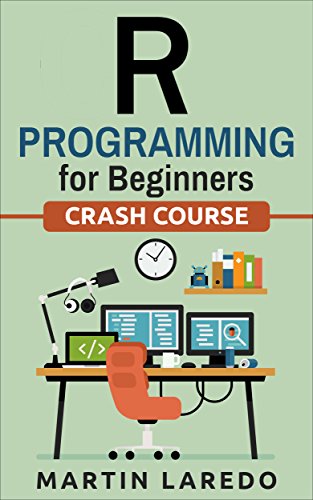 R
PROGRAMMING
for Beginners
CRASH COURSE
</>
MARTIN LAREDO